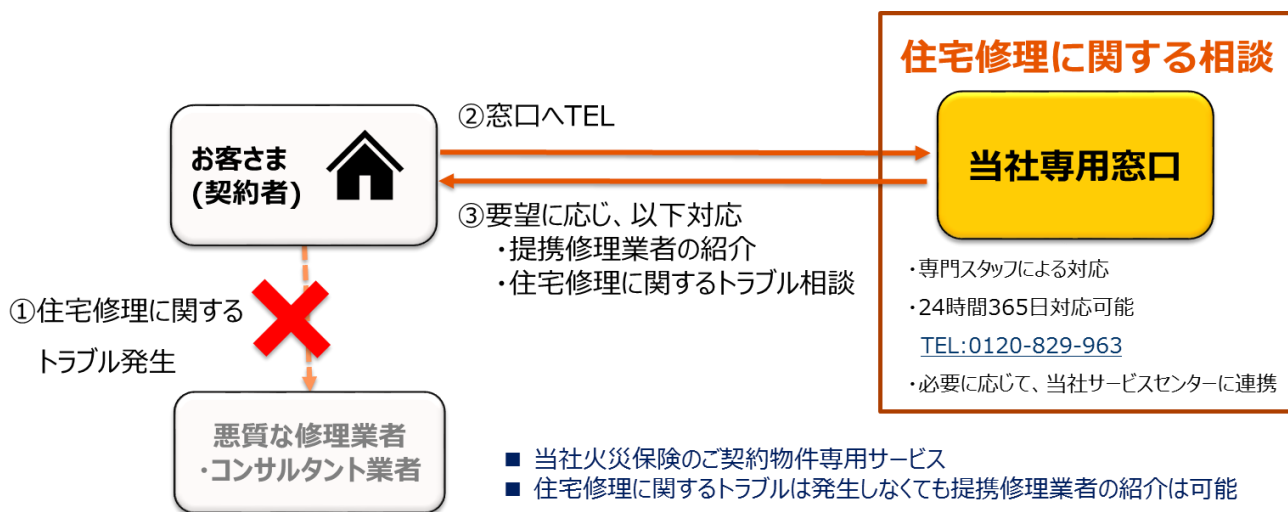 住宅修理に関する相談
当社専用窓口
・専門スタッフによる対応
・24時間365日対応可能
TEL:0120-829-963
・必要に応じて、当社サービスセンターに連携
②窓口へTEL
お客さま
(契約者)
③要望に応じ、以下対応
・提携修理業者の紹介
・住宅修理に関するトラブル相談
①住宅修理に関する
トラブル発生
悪質な修理業者
・コンサルタント業者
■ 当社火災保険のご契約物件専用サービス
■ 住宅修理に関するトラブルは発生しなくても提携修理業者の紹介は可能